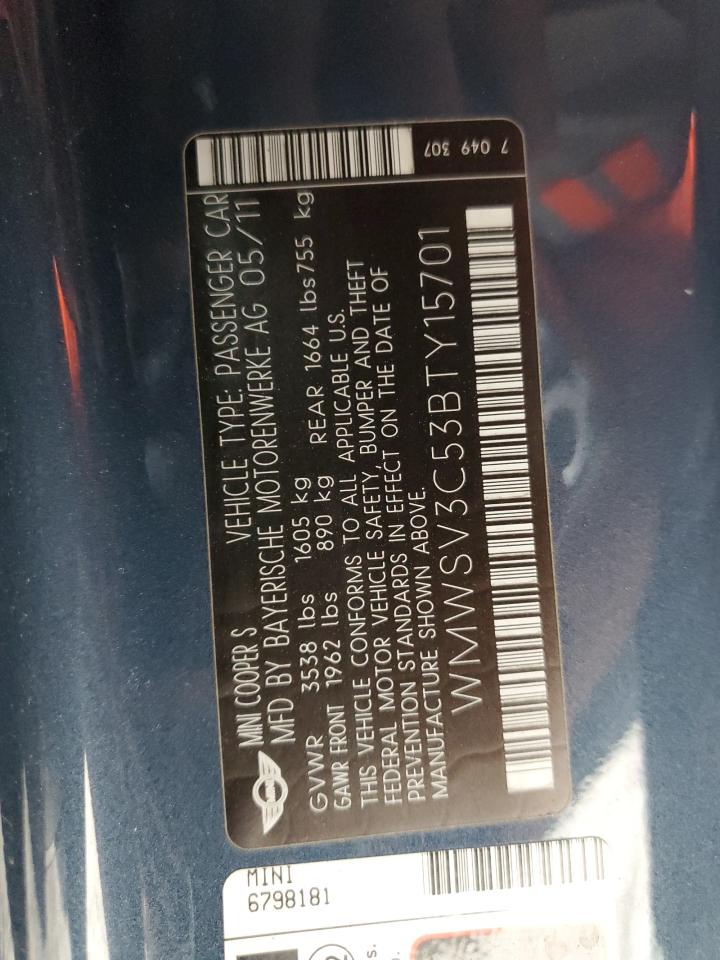 MINI COOPER S VEHICLE TYPE: PASSENGER CAR
MFD BY BAYERISCHE MOTORENWERKE AG 05/11
GVWR 3538 lbs 1605 kg
GAWR FRONT 1962 lbs 890 kg REAR 1664 lbs 755 kg
THIS VEHICLE CONFORMS TO ALL APPLICABLE U.S.
FEDERAL MOTOR VEHICLE SAFETY, BUMPER AND THEFT
PREVENTION STANDARDS IN EFFECT ON THE DATE OF
MANUFACTURE SHOWN ABOVE.
WMWSV3C53BTY15701
7 049 307
MINI
6798181